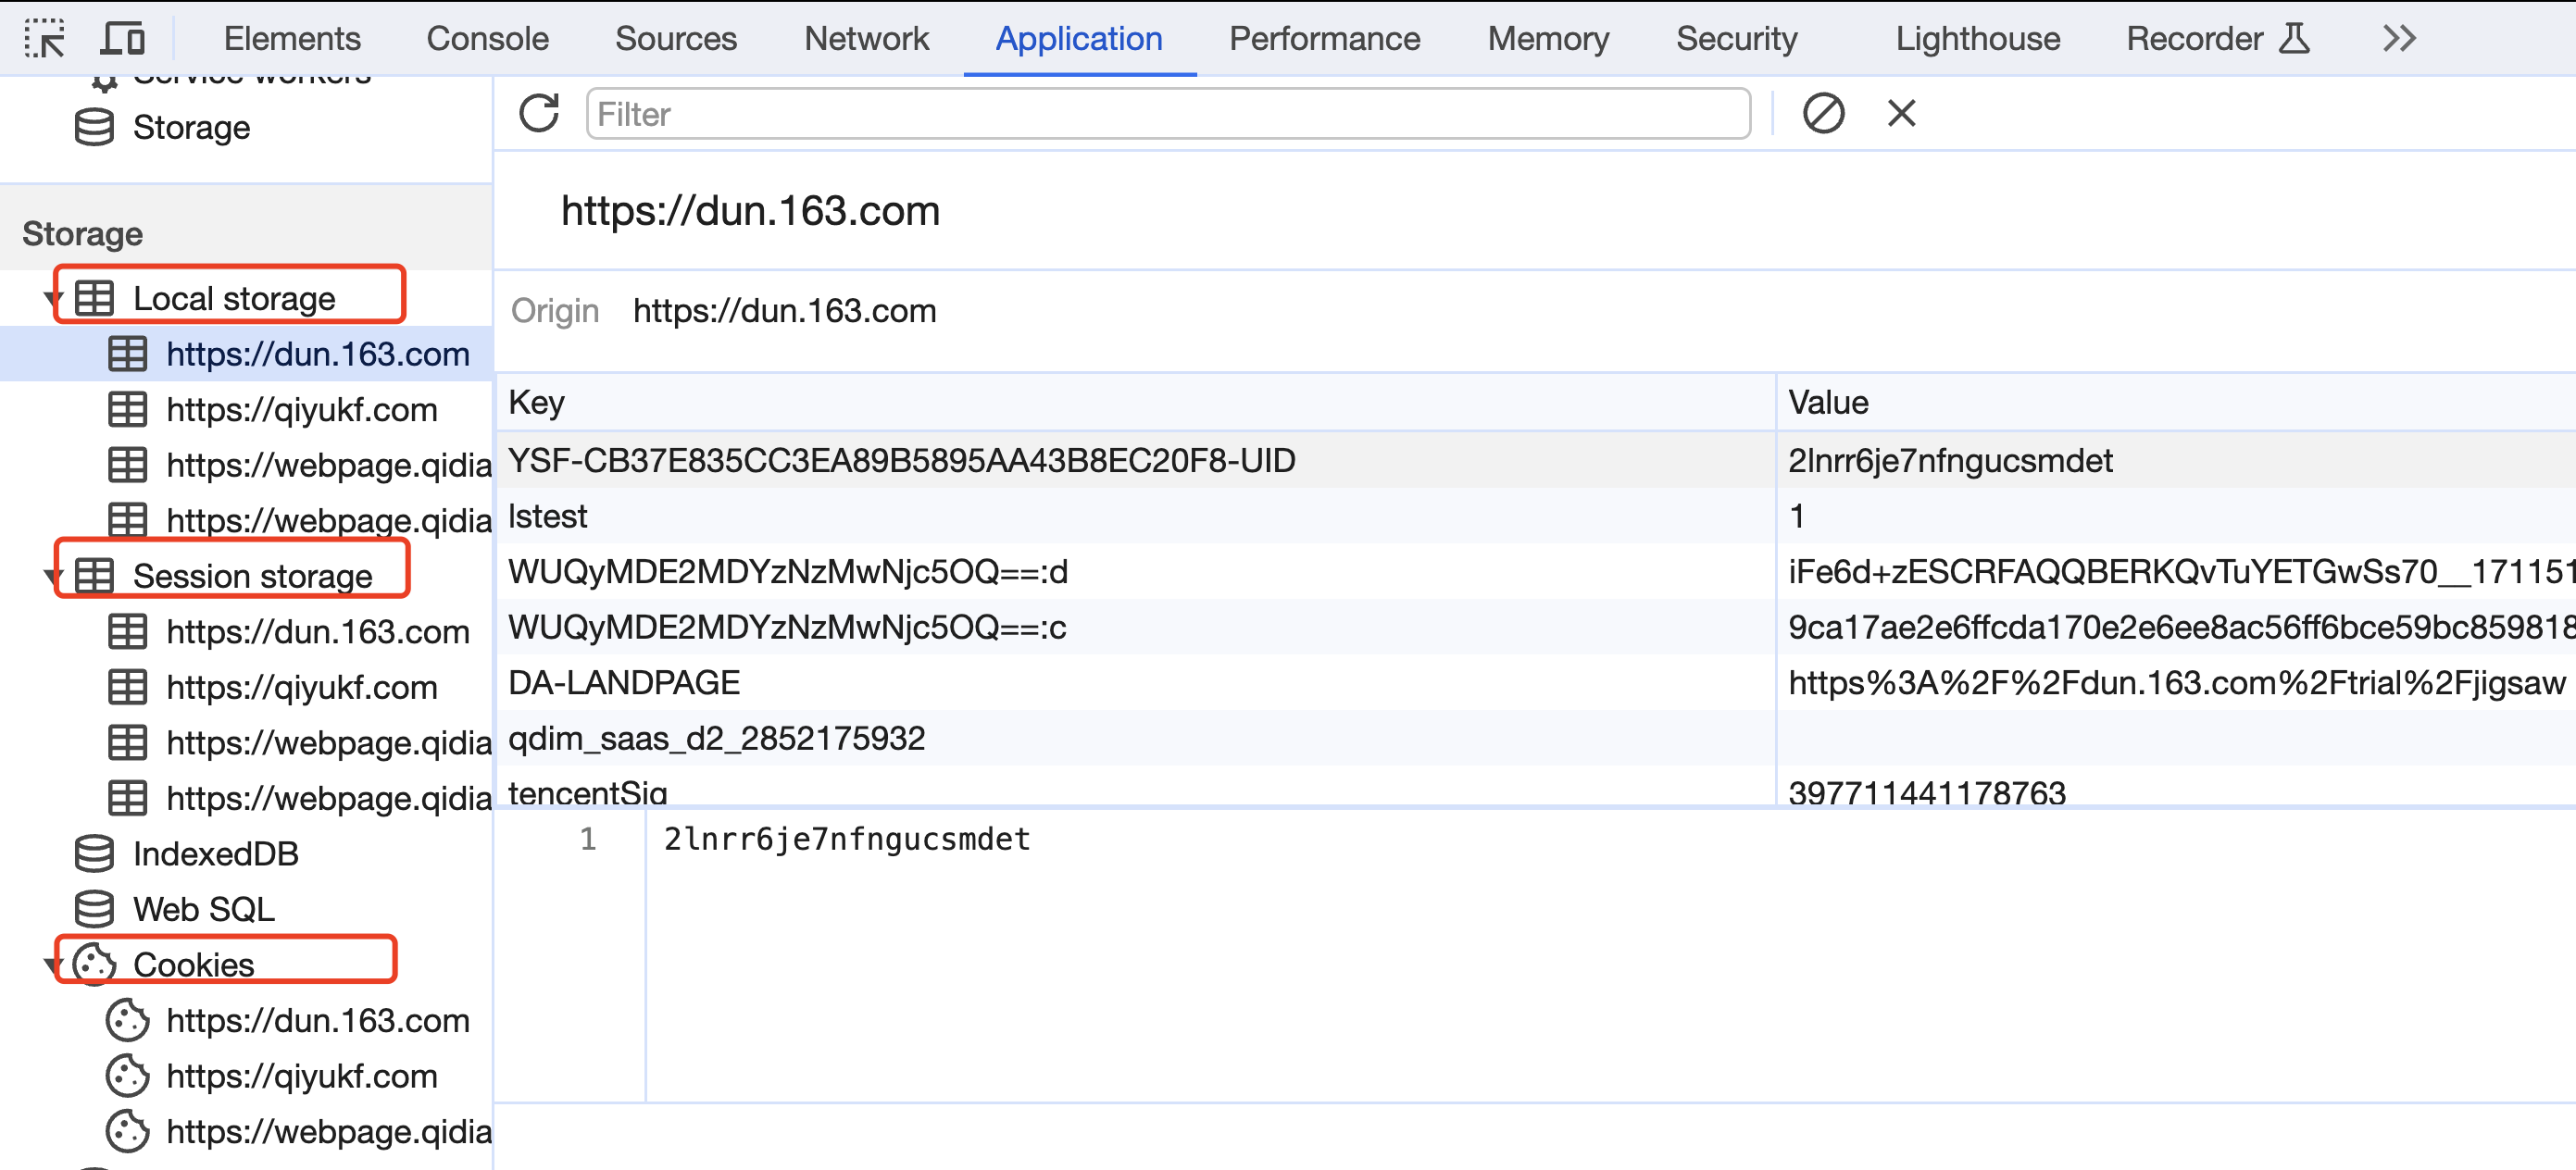 Elements Console Sources Network Application Performance Memory Security Lighthouse Recorder
Service workers
Storage
Filter
Storage
Local storage
https://dun.163.com
https://qiyukf.com
https://webpage.qidia
https://webpage.qidia
Session storage
https://dun.163.com
https://qiyukf.com
https://webpage.qidia
https://webpage.qidia
IndexedDB
Web SQL
Cookies
https://dun.163.com
https://qiyukf.com
https://webpage.qidia
https://dun.163.com
Origin https://dun.163.com
Key Value
YSF-CB37E835CC3EA89B5895AA43B8EC20F8-UID 2lnrr6je7nfngucsmdet
lstest 1
WUQyMDE2MDYzNzMwNjc5OQ==:d iFe6d+zESCRFAQQBERKQvTuYETGwSs70__171151
WUQyMDE2MDYzNzMwNjc5OQ==:c 9ca17ae2e6ffcda170e2e6ee8ac56ff6bce59bc859818
DA-LANDPAGE https%3A%2F%2Fdun.163.com%2Ftrial%2Fjigsaw
qdim_saas_d2_2852175932
tencentSig 397711441178763
1 2lnrr6je7nfngucsmdet